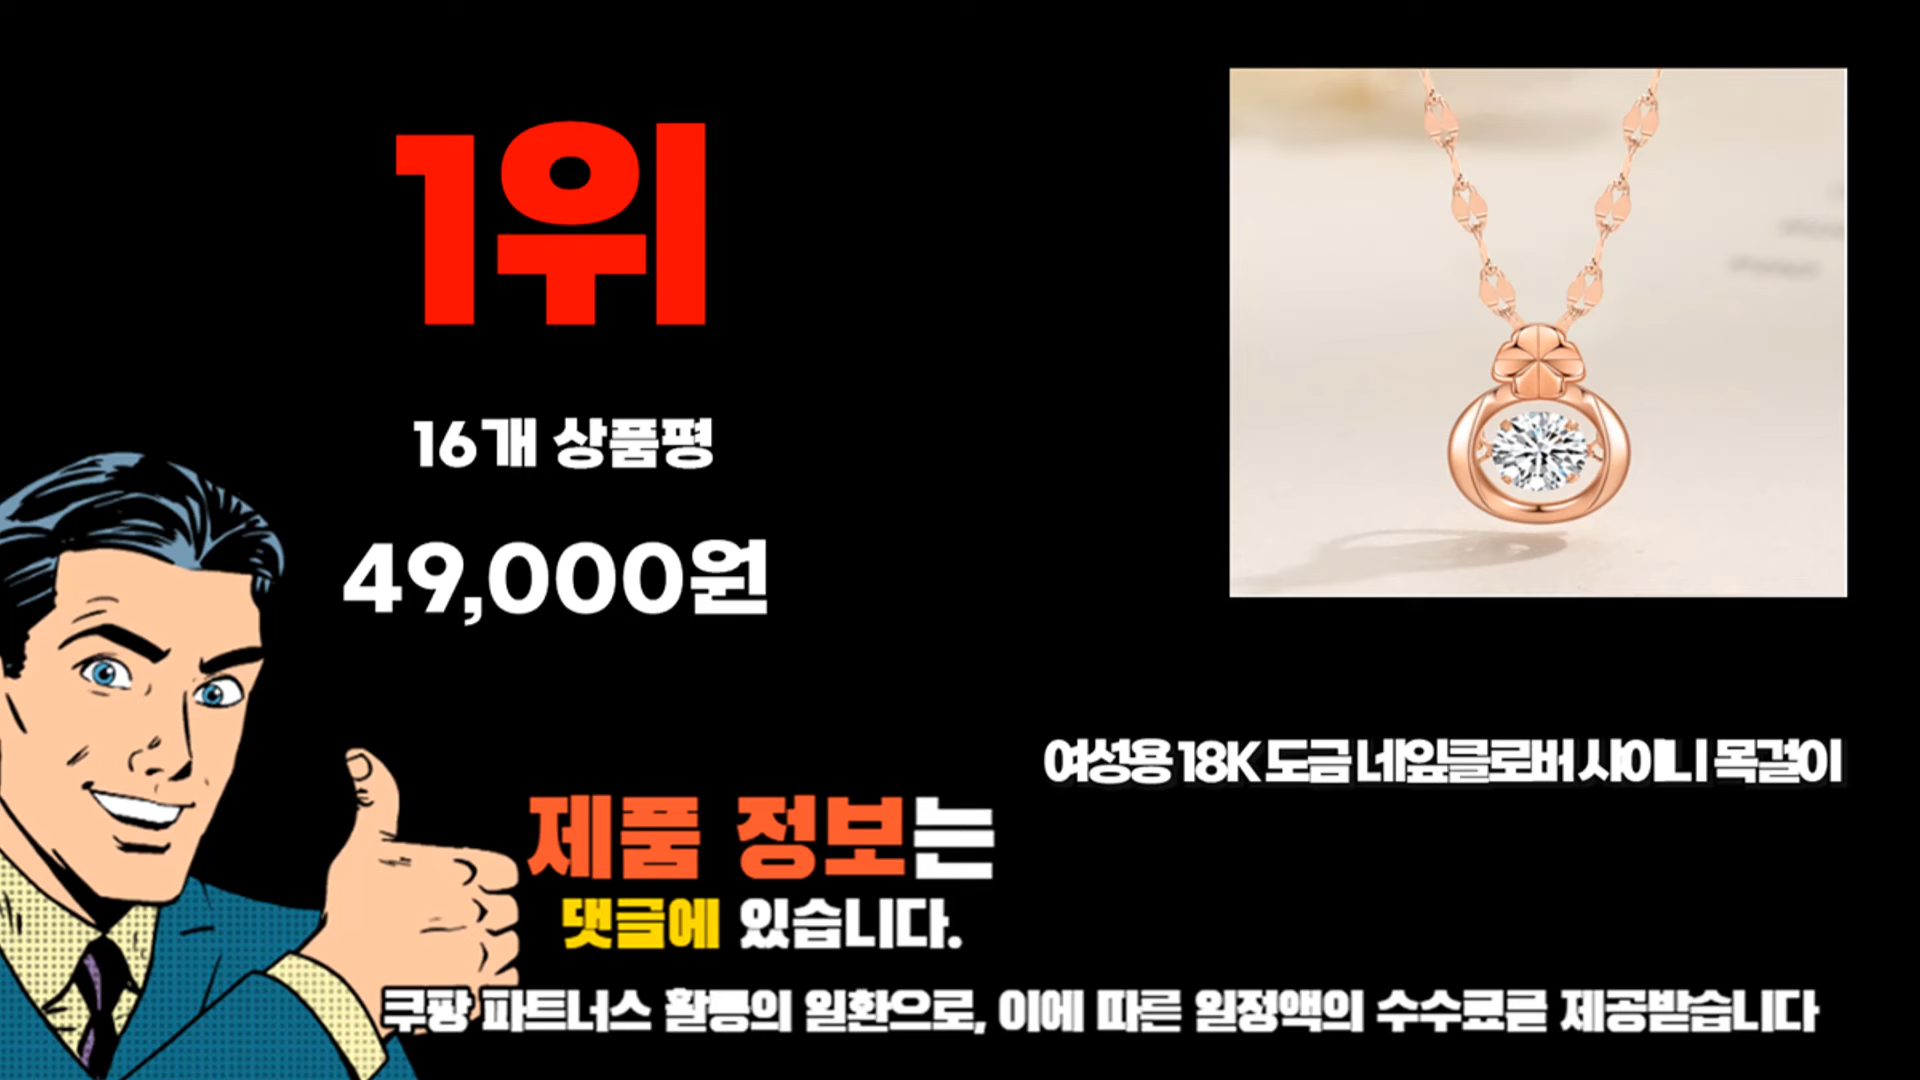 1위
16개 상품평
49,000원
여성용 18K 도금 네잎클로버 샤이니 목걸이
제품 정보는
댓글에 있습니다.
쿠팡 파트너스 활동의 일환으로, 이에 따른 일정액의 수수료를 제공받습니다